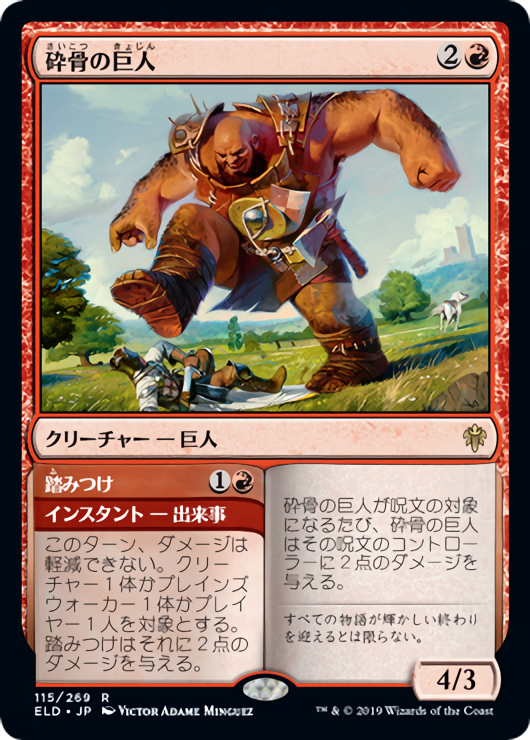 さいこつ きょじん
砕骨の巨人 2
クリーチャー — 巨人
ふ
踏みつけ 1
インスタント — 出来事
このターン、ダメージは
軽減できない。クリー
チャー１体かプレインズ
ウォーカー１体かプレイ
ヤー１人を対象とする。
踏みつけはそれに２点の
ダメージを与える。
砕骨の巨人が呪文の対象
になるたび、砕骨の巨人
はその呪文のコントロー
ラーに２点のダメージを
与える。
すべての物語が輝かしい終わり
を迎えるとは限らない。
4/3
115/269 R
ELD • JP Victor Adame Minguez
™ & © 2019 Wizards of the Coast